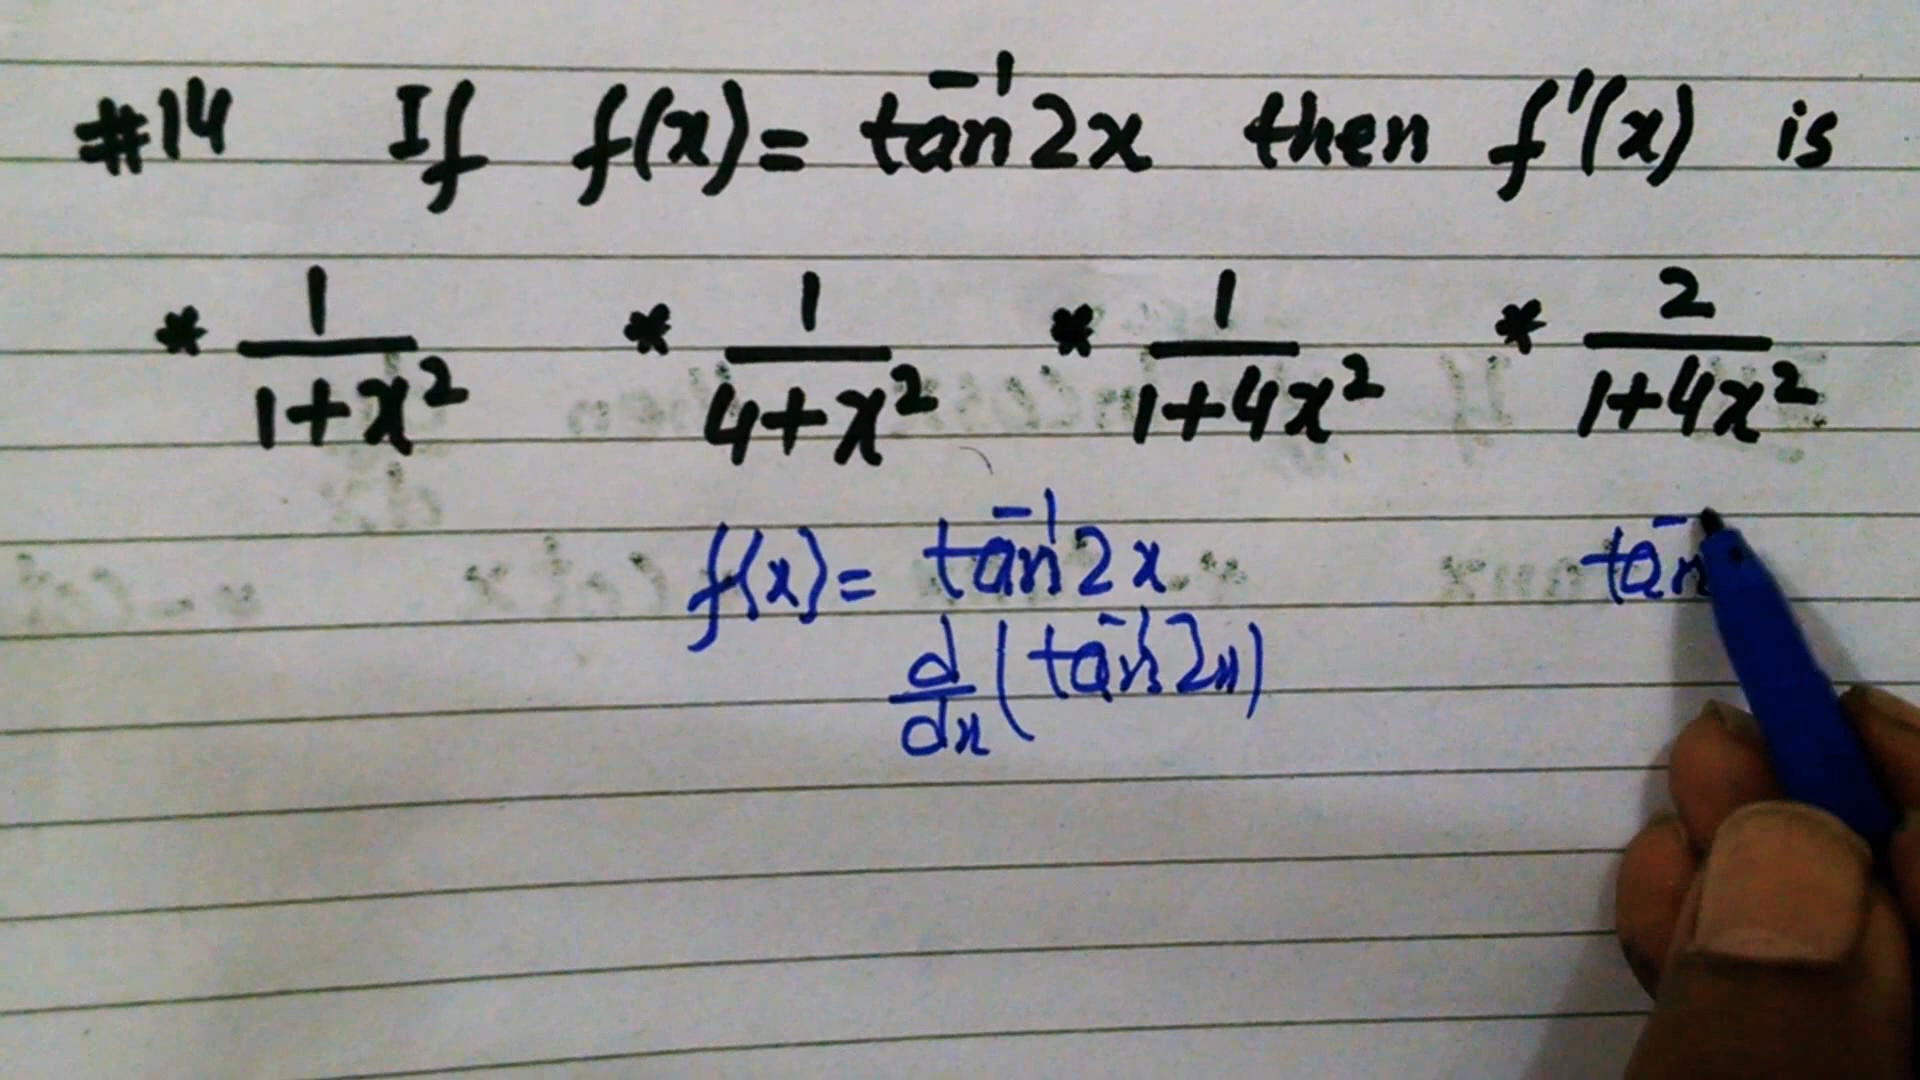 #14 If f(x) = tan⁻¹2x then f'(x) is
* 1/(1+x²) * 1/(4+x²) * 1/(1+4x²) * 2/(1+4x²)
f(x) = tan⁻¹2x tan⁻
d/dx (tan⁻¹2x)